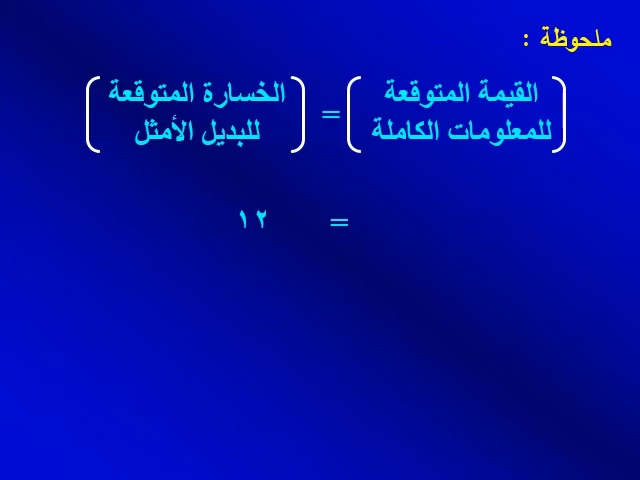 ملحوظة :
القيمة المتوقعة = الخسارة المتوقعة
للمعلومات الكاملة للبديل الأمثل
= ١٢